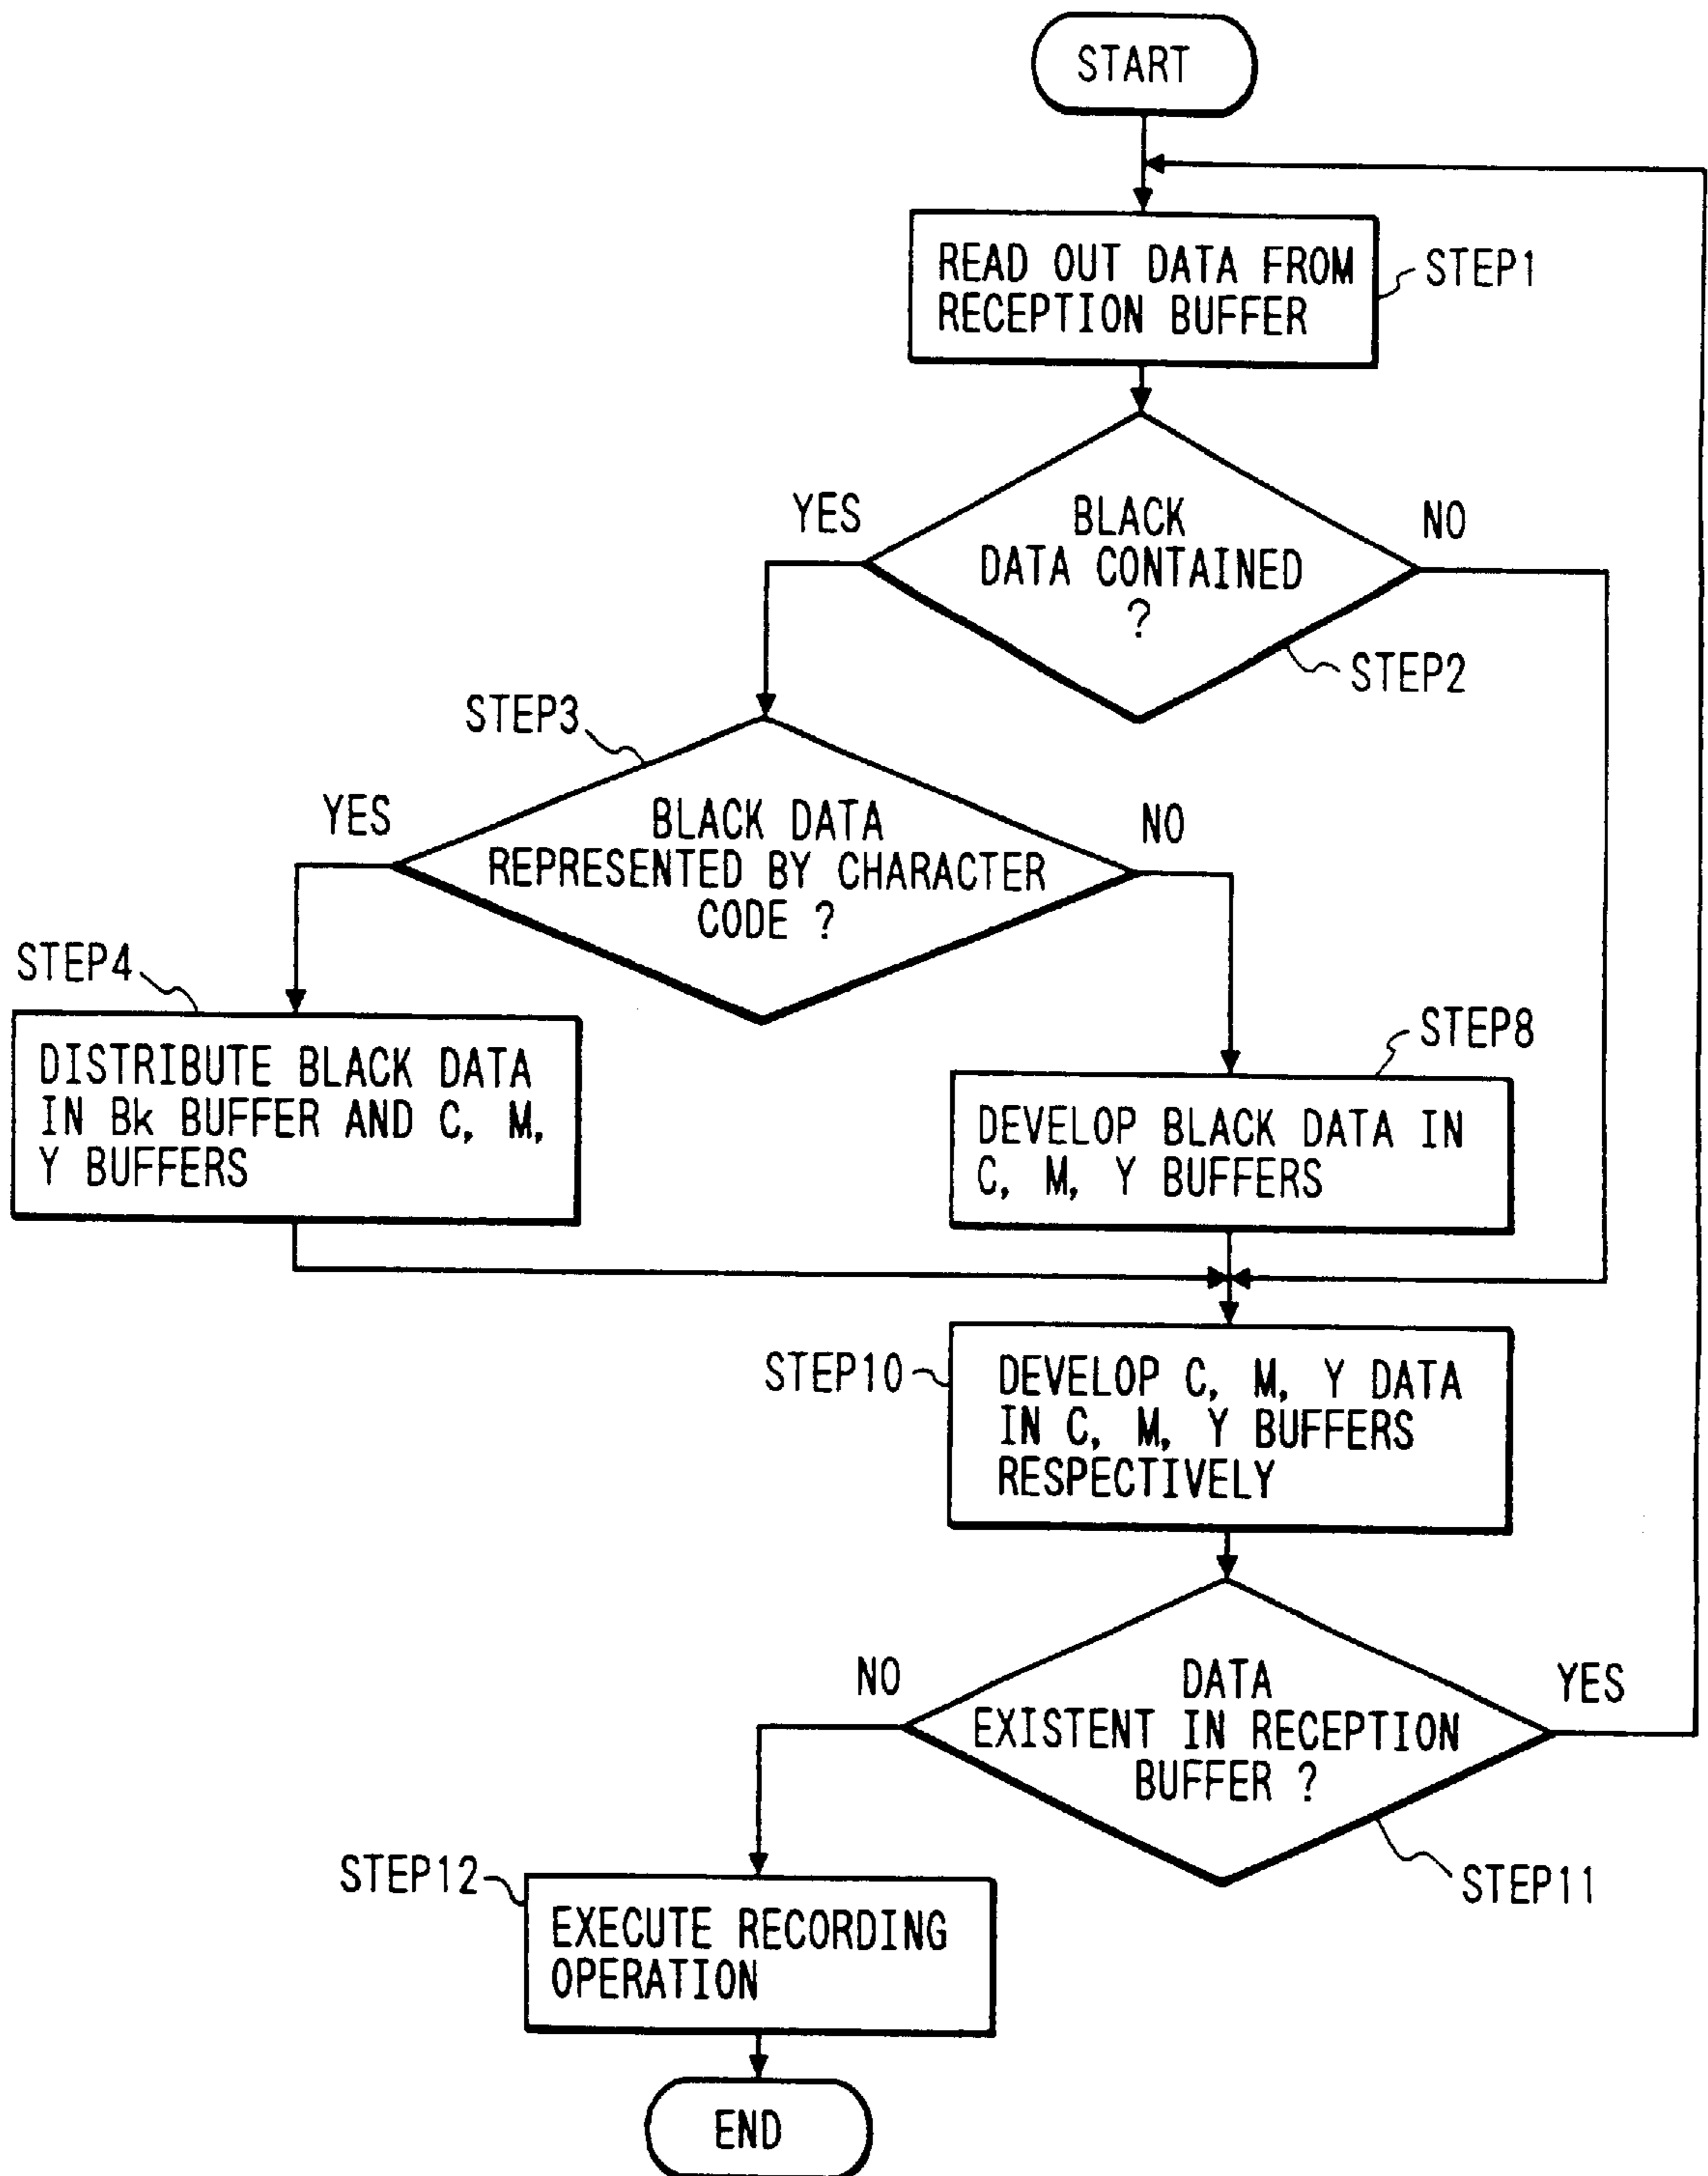 START
READ OUT DATA FROM
RECEPTION BUFFER
STEP1
YES
BLACK
DATA CONTAINED
?
NO
STEP2
STEP3
YES
BLACK DATA
REPRESENTED BY CHARACTER
CODE ?
NO
STEP4
DISTRIBUTE BLACK DATA
IN Bk BUFFER AND C, M,
Y BUFFERS
STEP8
DEVELOP BLACK DATA IN
C, M, Y BUFFERS
STEP10
DEVELOP C, M, Y DATA
IN C, M, Y BUFFERS
RESPECTIVELY
NO
DATA
EXISTENT IN RECEPTION
BUFFER ?
YES
STEP11
STEP12
EXECUTE RECORDING
OPERATION
END